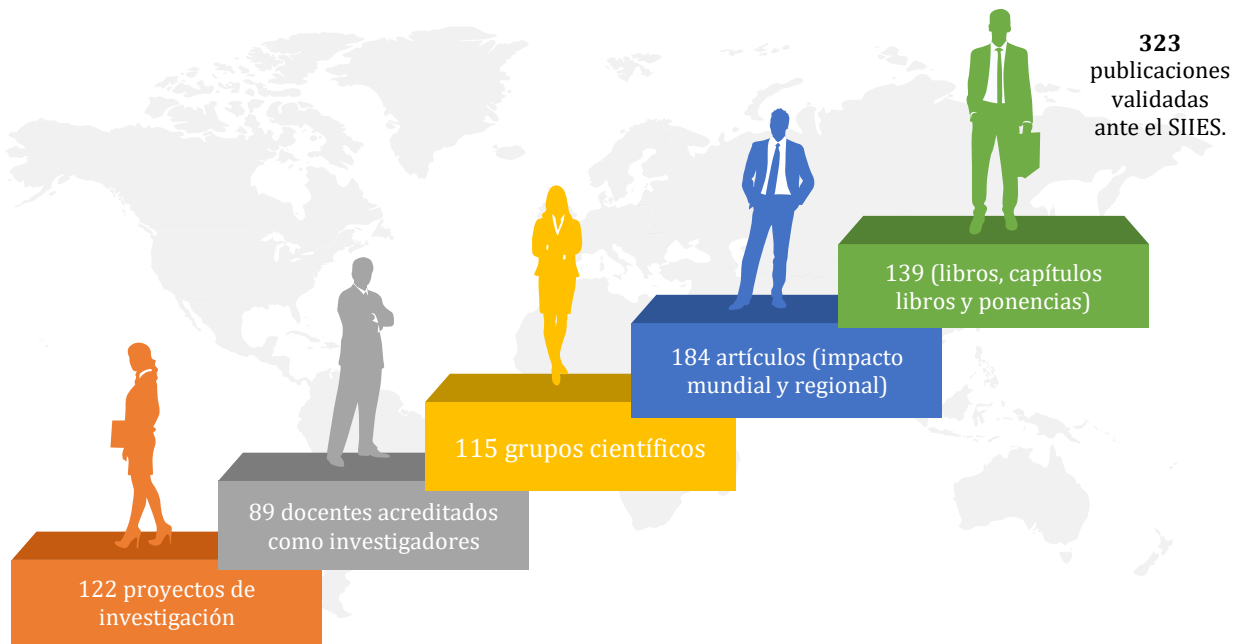 323
publicaciones
validadas
ante el SIIES.
139 (libros, capítulos
libros y ponencias)
184 artículos (impacto
mundial y regional)
115 grupos científicos
89 docentes acreditados
como investigadores
122 proyectos de
investigación